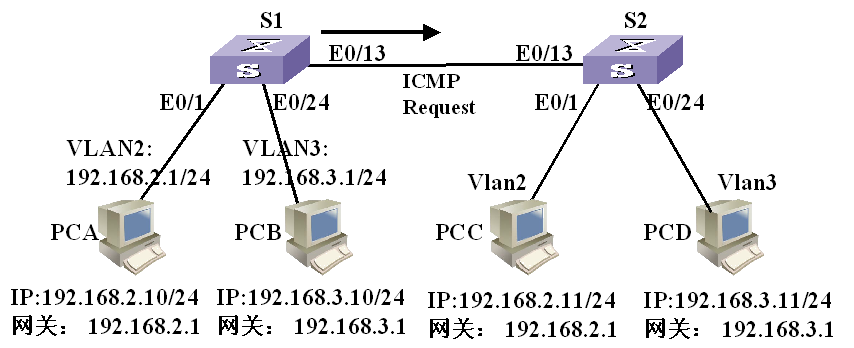 S1
S2
E0/13
E0/13
ICMP
Request
E0/1
E0/24
E0/1
E0/24
VLAN2:
192.168.2.1/24
VLAN3:
192.168.3.1/24
Vlan2
Vlan3
PCA
PCB
PCC
PCD
IP:192.168.2.10/24
网关： 192.168.2.1
IP:192.168.3.10/24
网关： 192.168.3.1
IP:192.168.2.11/24
网关： 192.168.2.1
IP:192.168.3.11/24
网关： 192.168.3.1